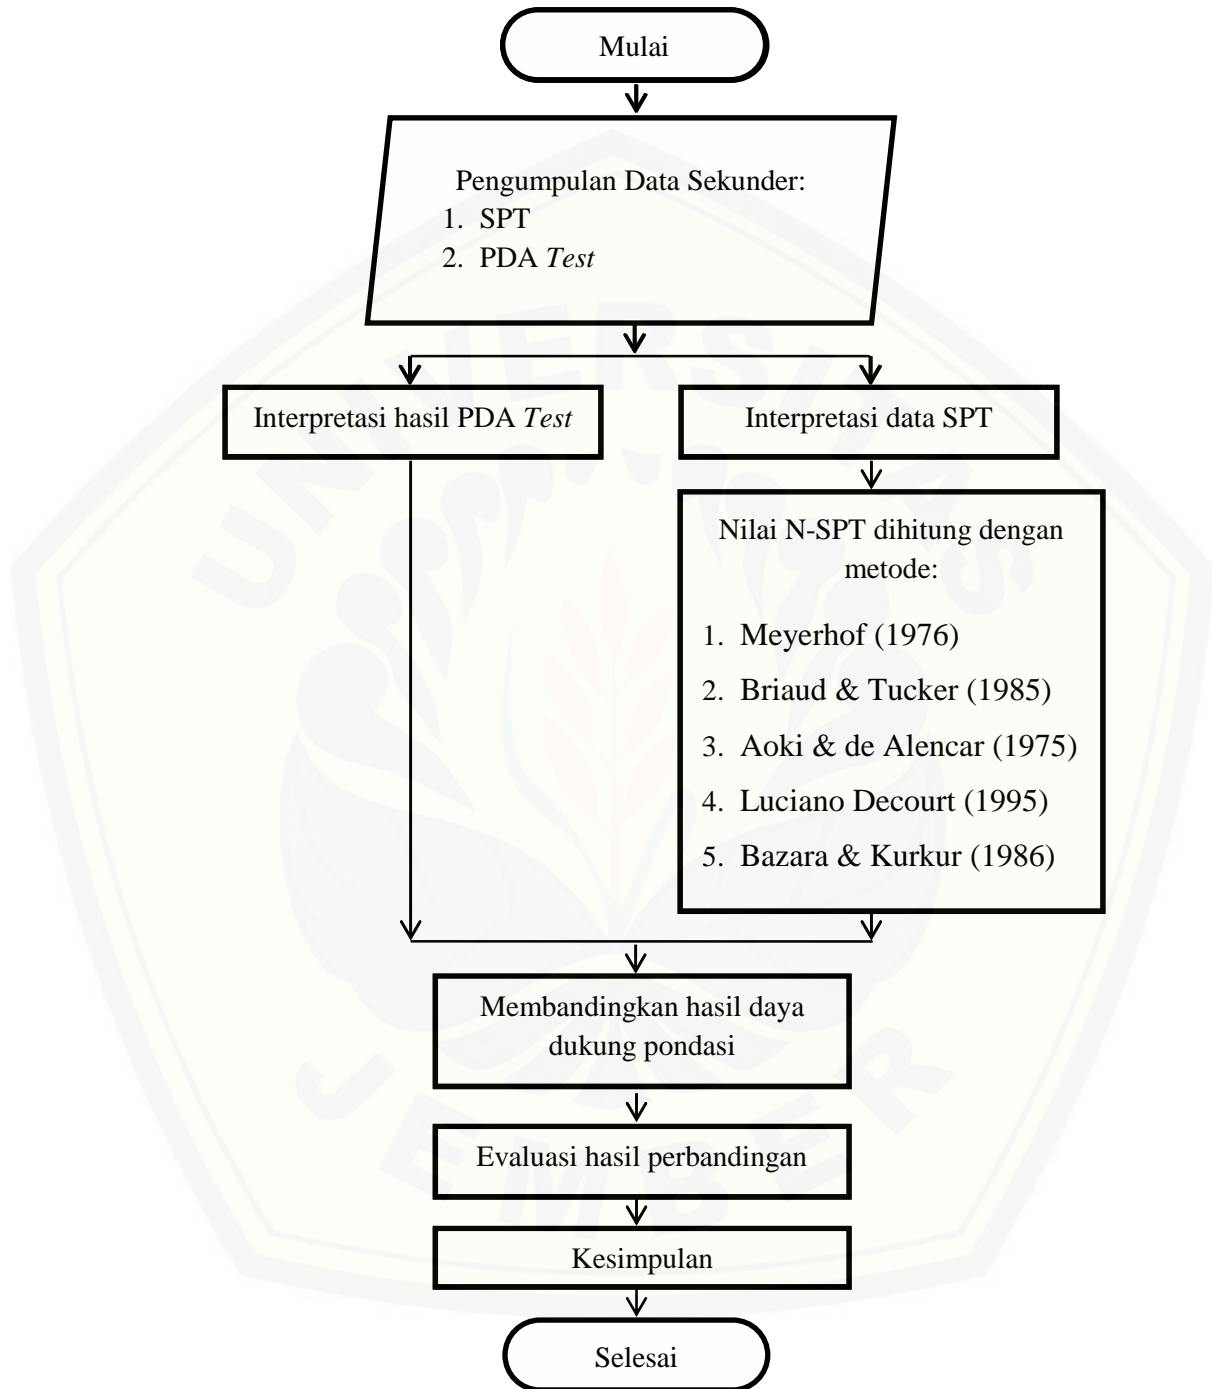 Mulai
Pengumpulan Data Sekunder:
1. SPT
2. PDA Test
Interpretasi hasil PDA Test
Interpretasi data SPT
Nilai N-SPT dihitung dengan
metode:
1. Meyerhof (1976)
2. Briaud & Tucker (1985)
3. Aoki & de Alencar (1975)
4. Luciano Decourt (1995)
5. Bazara & Kurkur (1986)
Membandingkan hasil daya
dukung pondasi
Evaluasi hasil perbandingan
Kesimpulan
Selesai
UNIVERSITAS
JEMBER